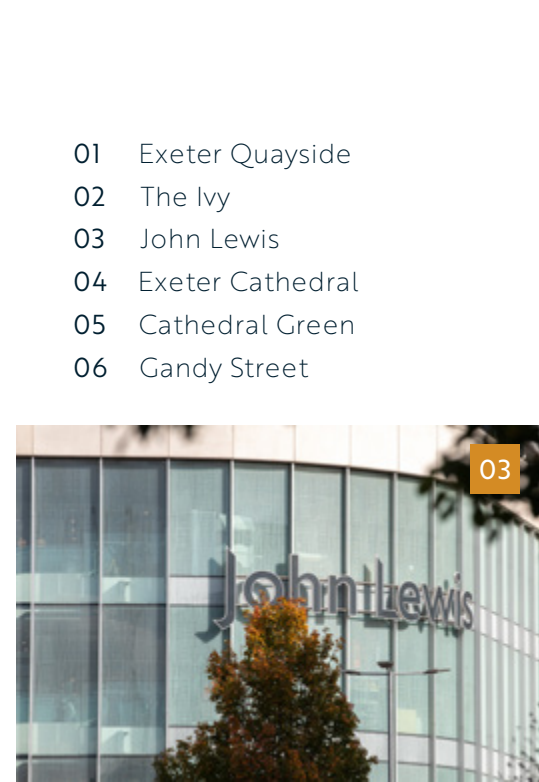 01 Exeter Quayside
02 The Ivy
03 John Lewis
04 Exeter Cathedral
05 Cathedral Green
06 Gandy Street
03
John Lewis